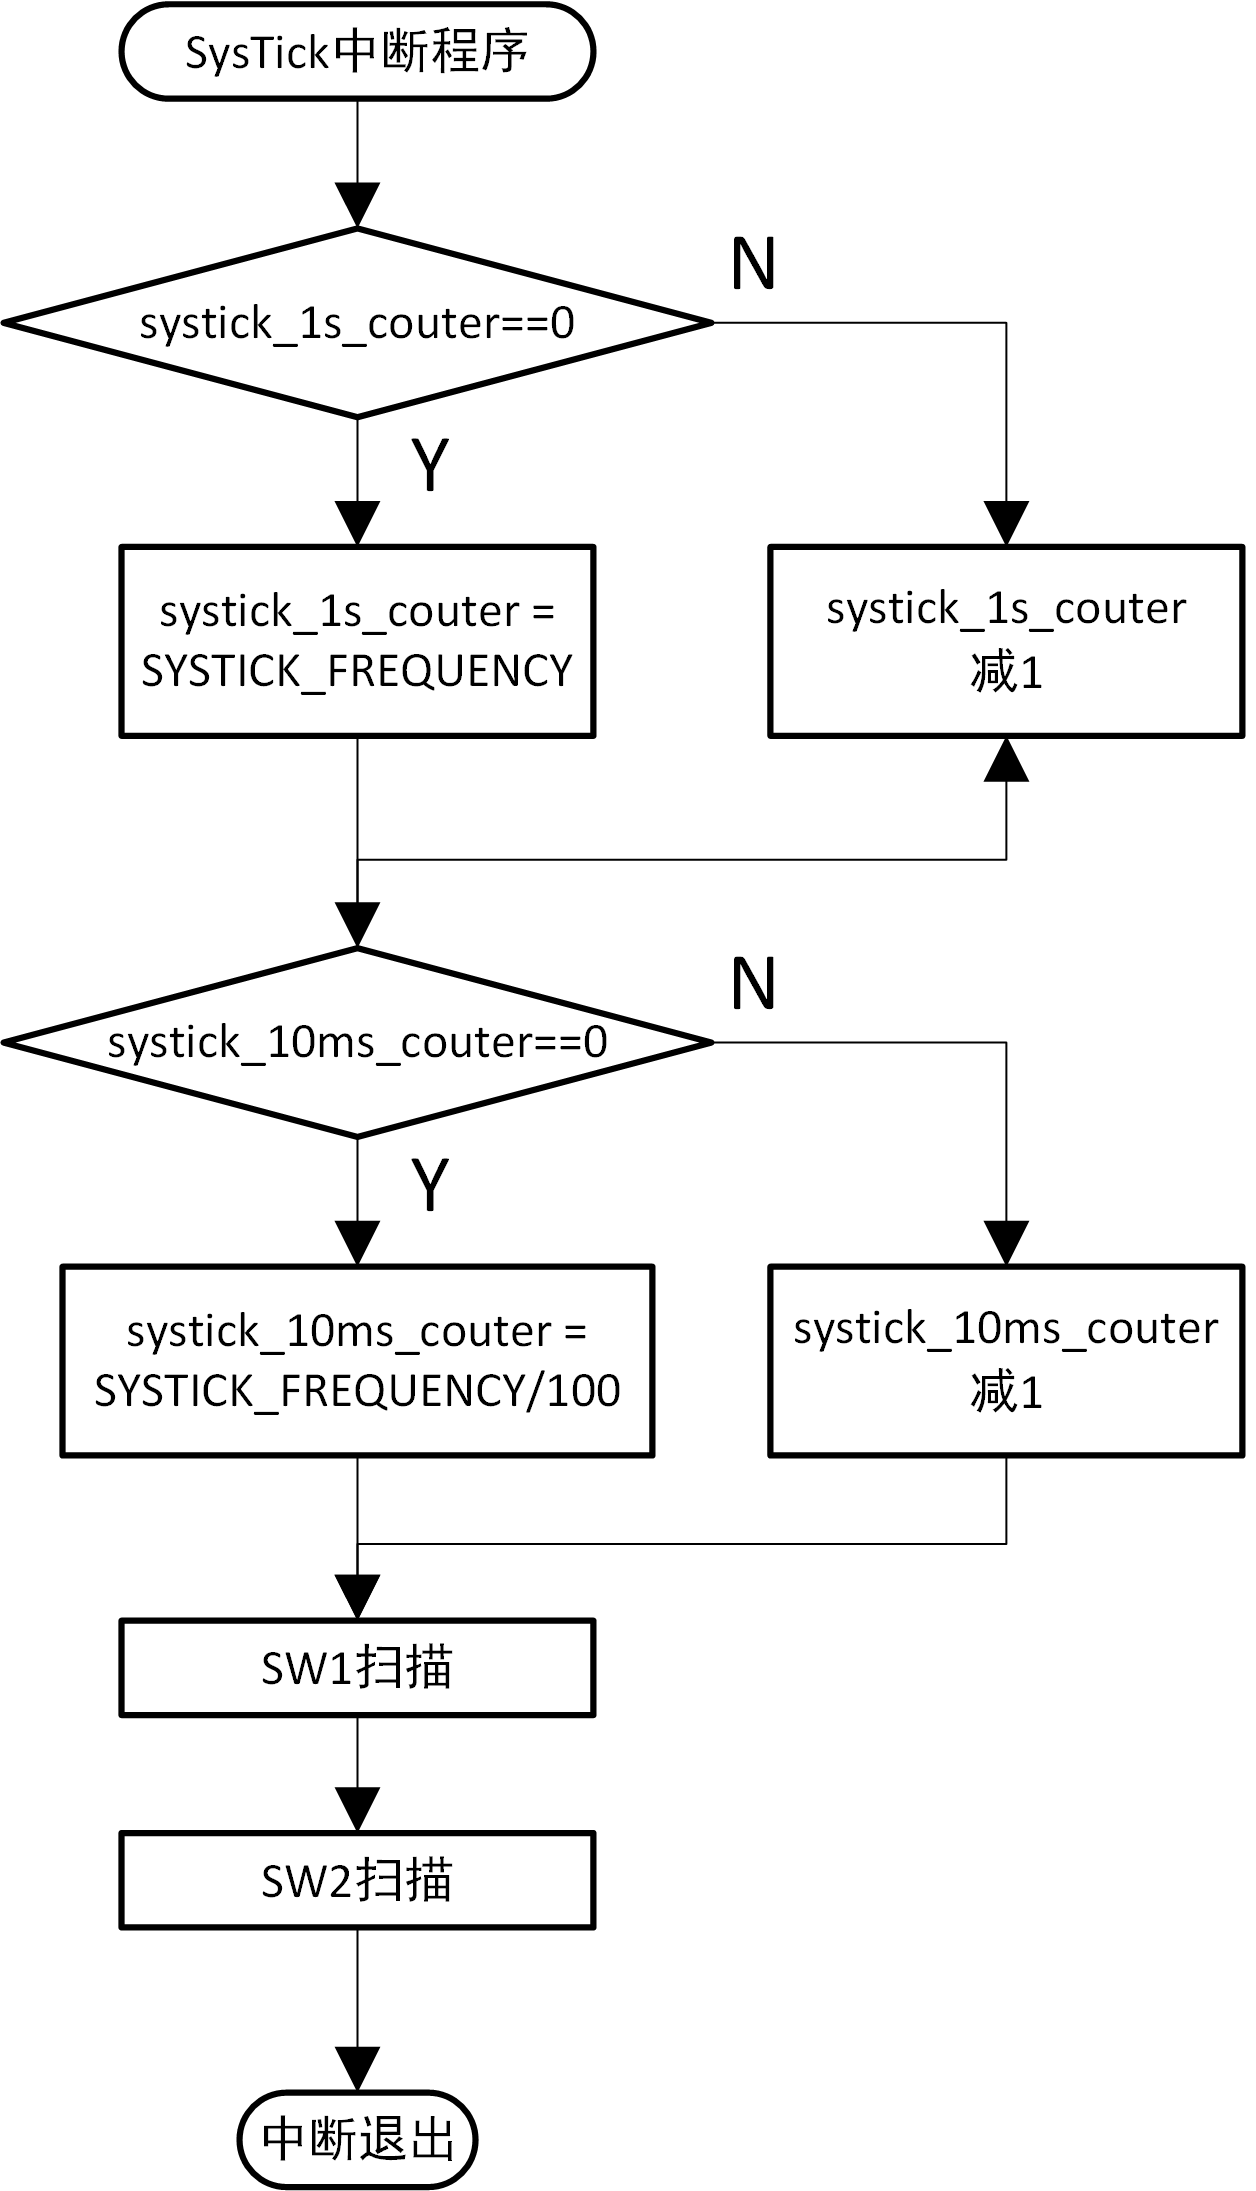 SysTick中断程序
N
systick_1s_couter==0
Y
systick_1s_couter =
SYSTICK_FREQUENCY
systick_1s_couter
减1
N
systick_10ms_couter==0
Y
systick_10ms_couter =
SYSTICK_FREQUENCY/100
systick_10ms_couter
减1
SW1扫描
SW2扫描
中断退出